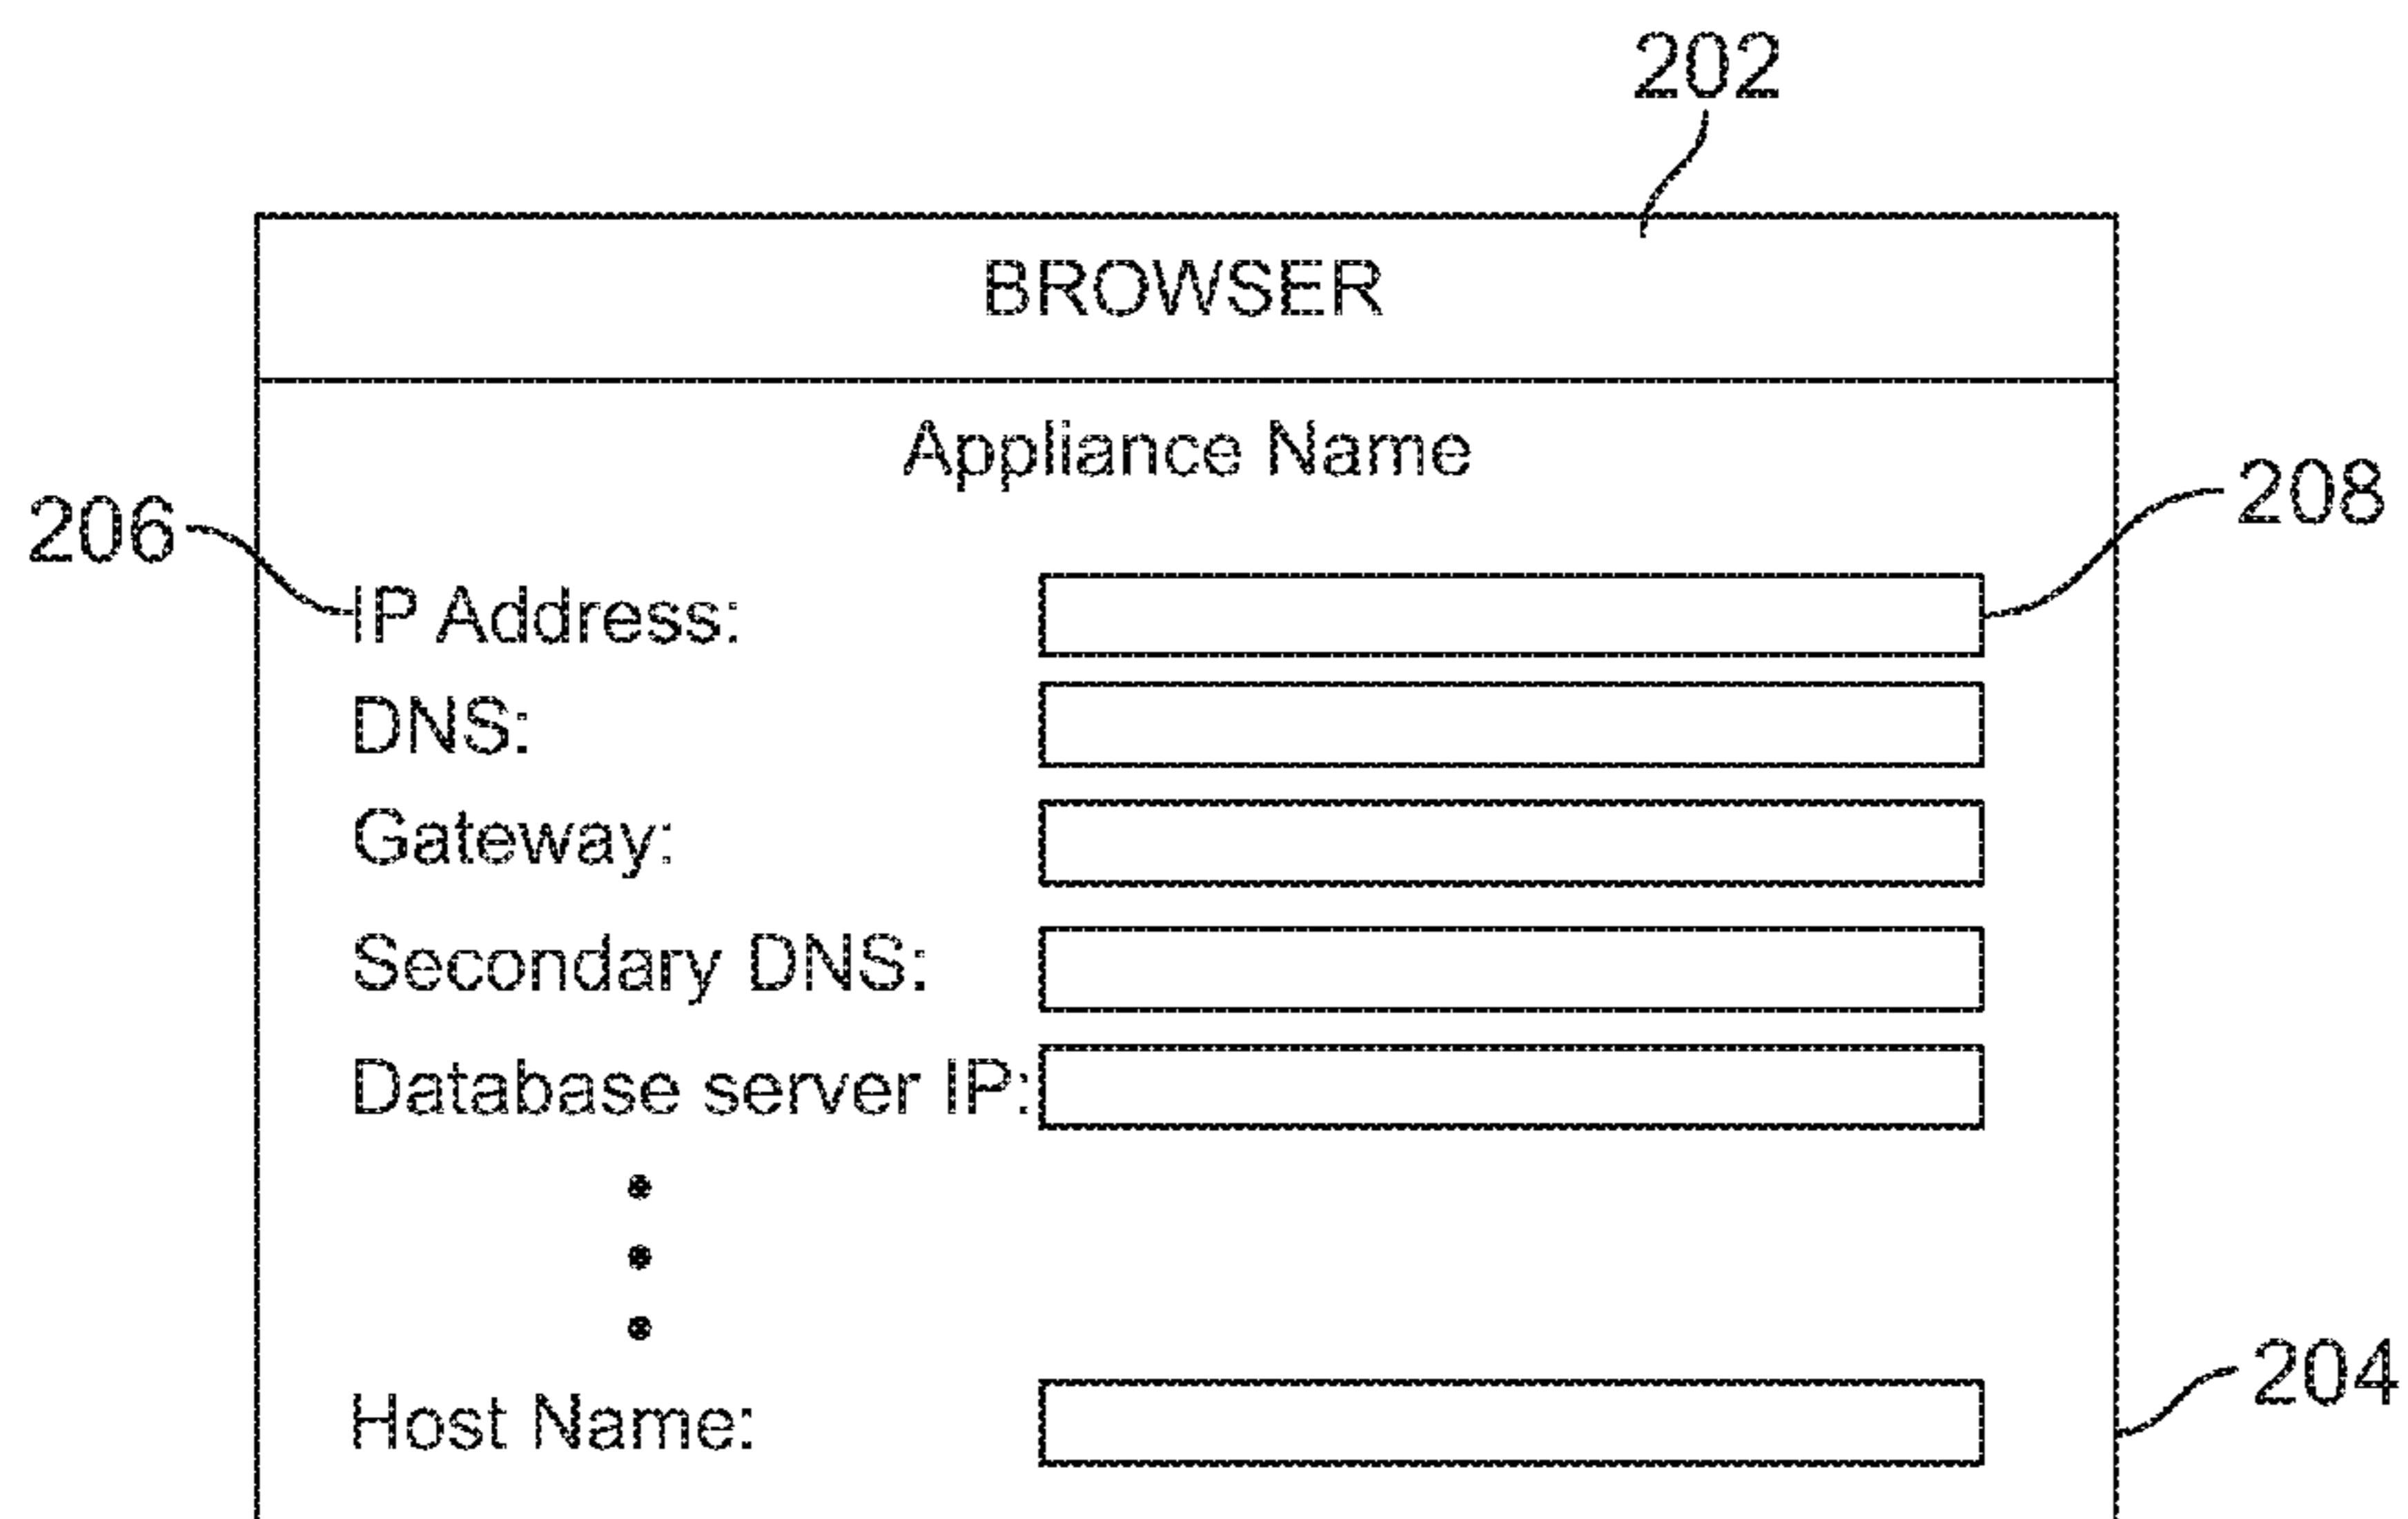 202
BROWSER
Appliance Name
206
208
IP Address:
DNS:
Gateway:
Secondary DNS:
Database server IP:
Host Name:
204